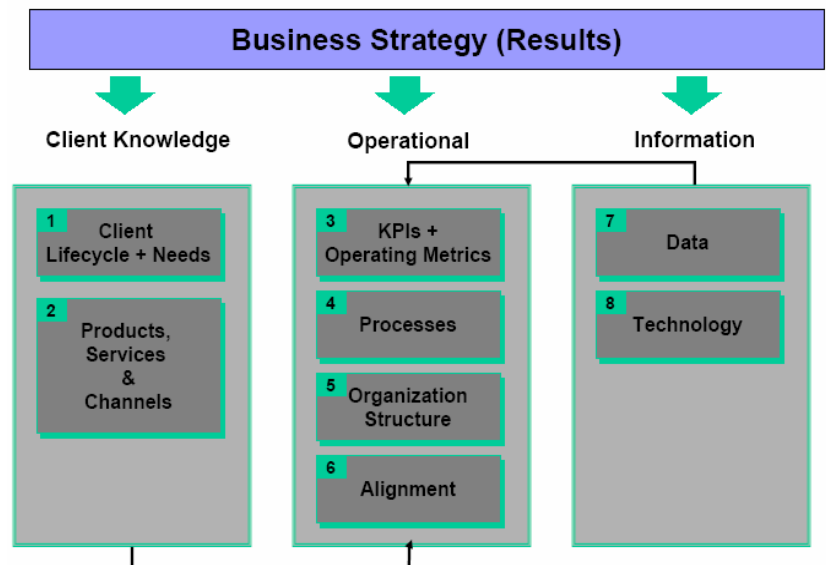 Business Strategy (Results)
Client Knowledge
Operational
Information
1
Client
Lifecycle + Needs
2
Products,
Services
&
Channels
3
KPIs +
Operating Metrics
4
Processes
5
Organization
Structure
6
Alignment
7
Data
8
Technology